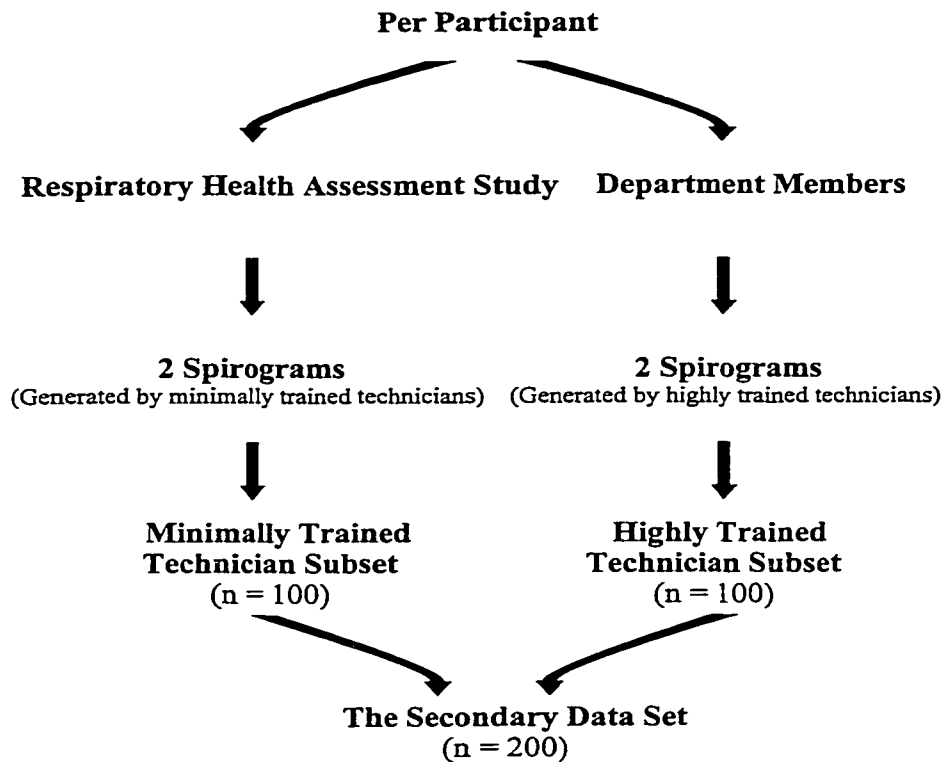 Per Participant
Respiratory Health Assessment Study
Department Members
2 Spirograms
(Generated by minimally trained technicians)
2 Spirograms
(Generated by highly trained technicians)
Minimally Trained
Technician Subset
(n = 100)
Highly Trained
Technician Subset
(n = 100)
The Secondary Data Set
(n = 200)